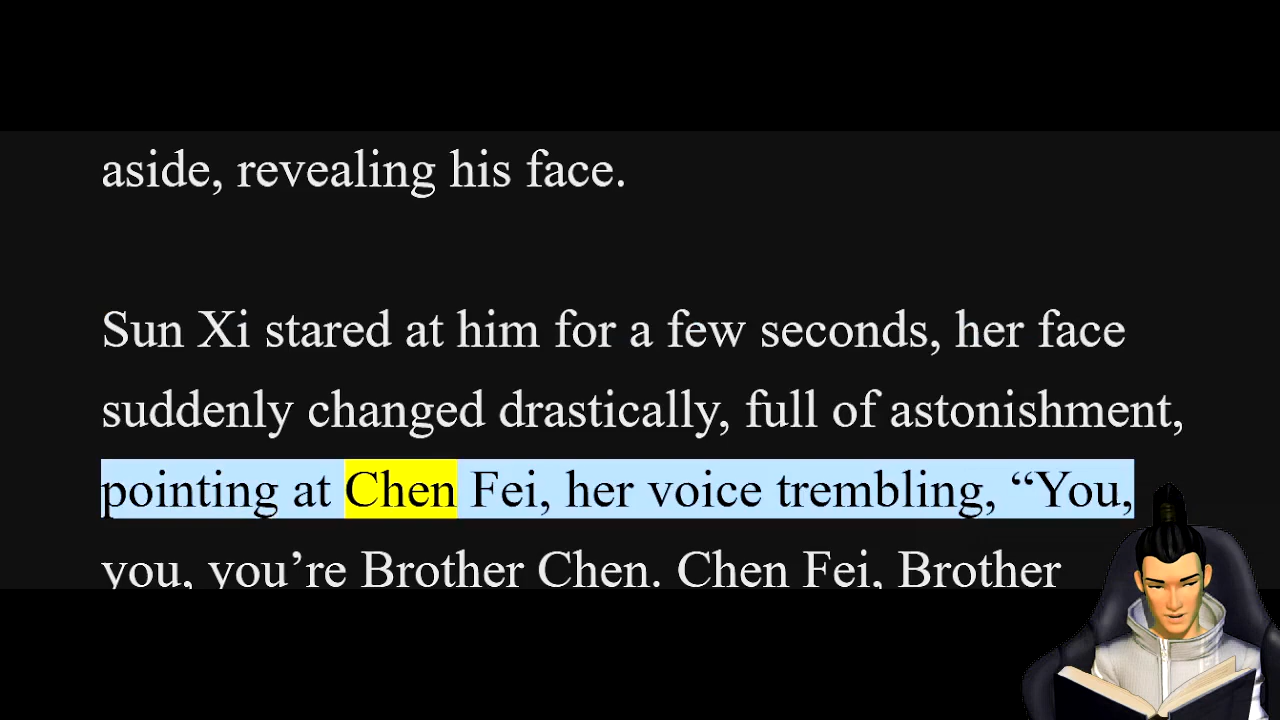 aside, revealing his face.
Sun Xi stared at him for a few seconds, her face
suddenly changed drastically, full of astonishment,
pointing at Chen Fei, her voice trembling, “You,
you, you’re Brother Chen. Chen Fei, Brother